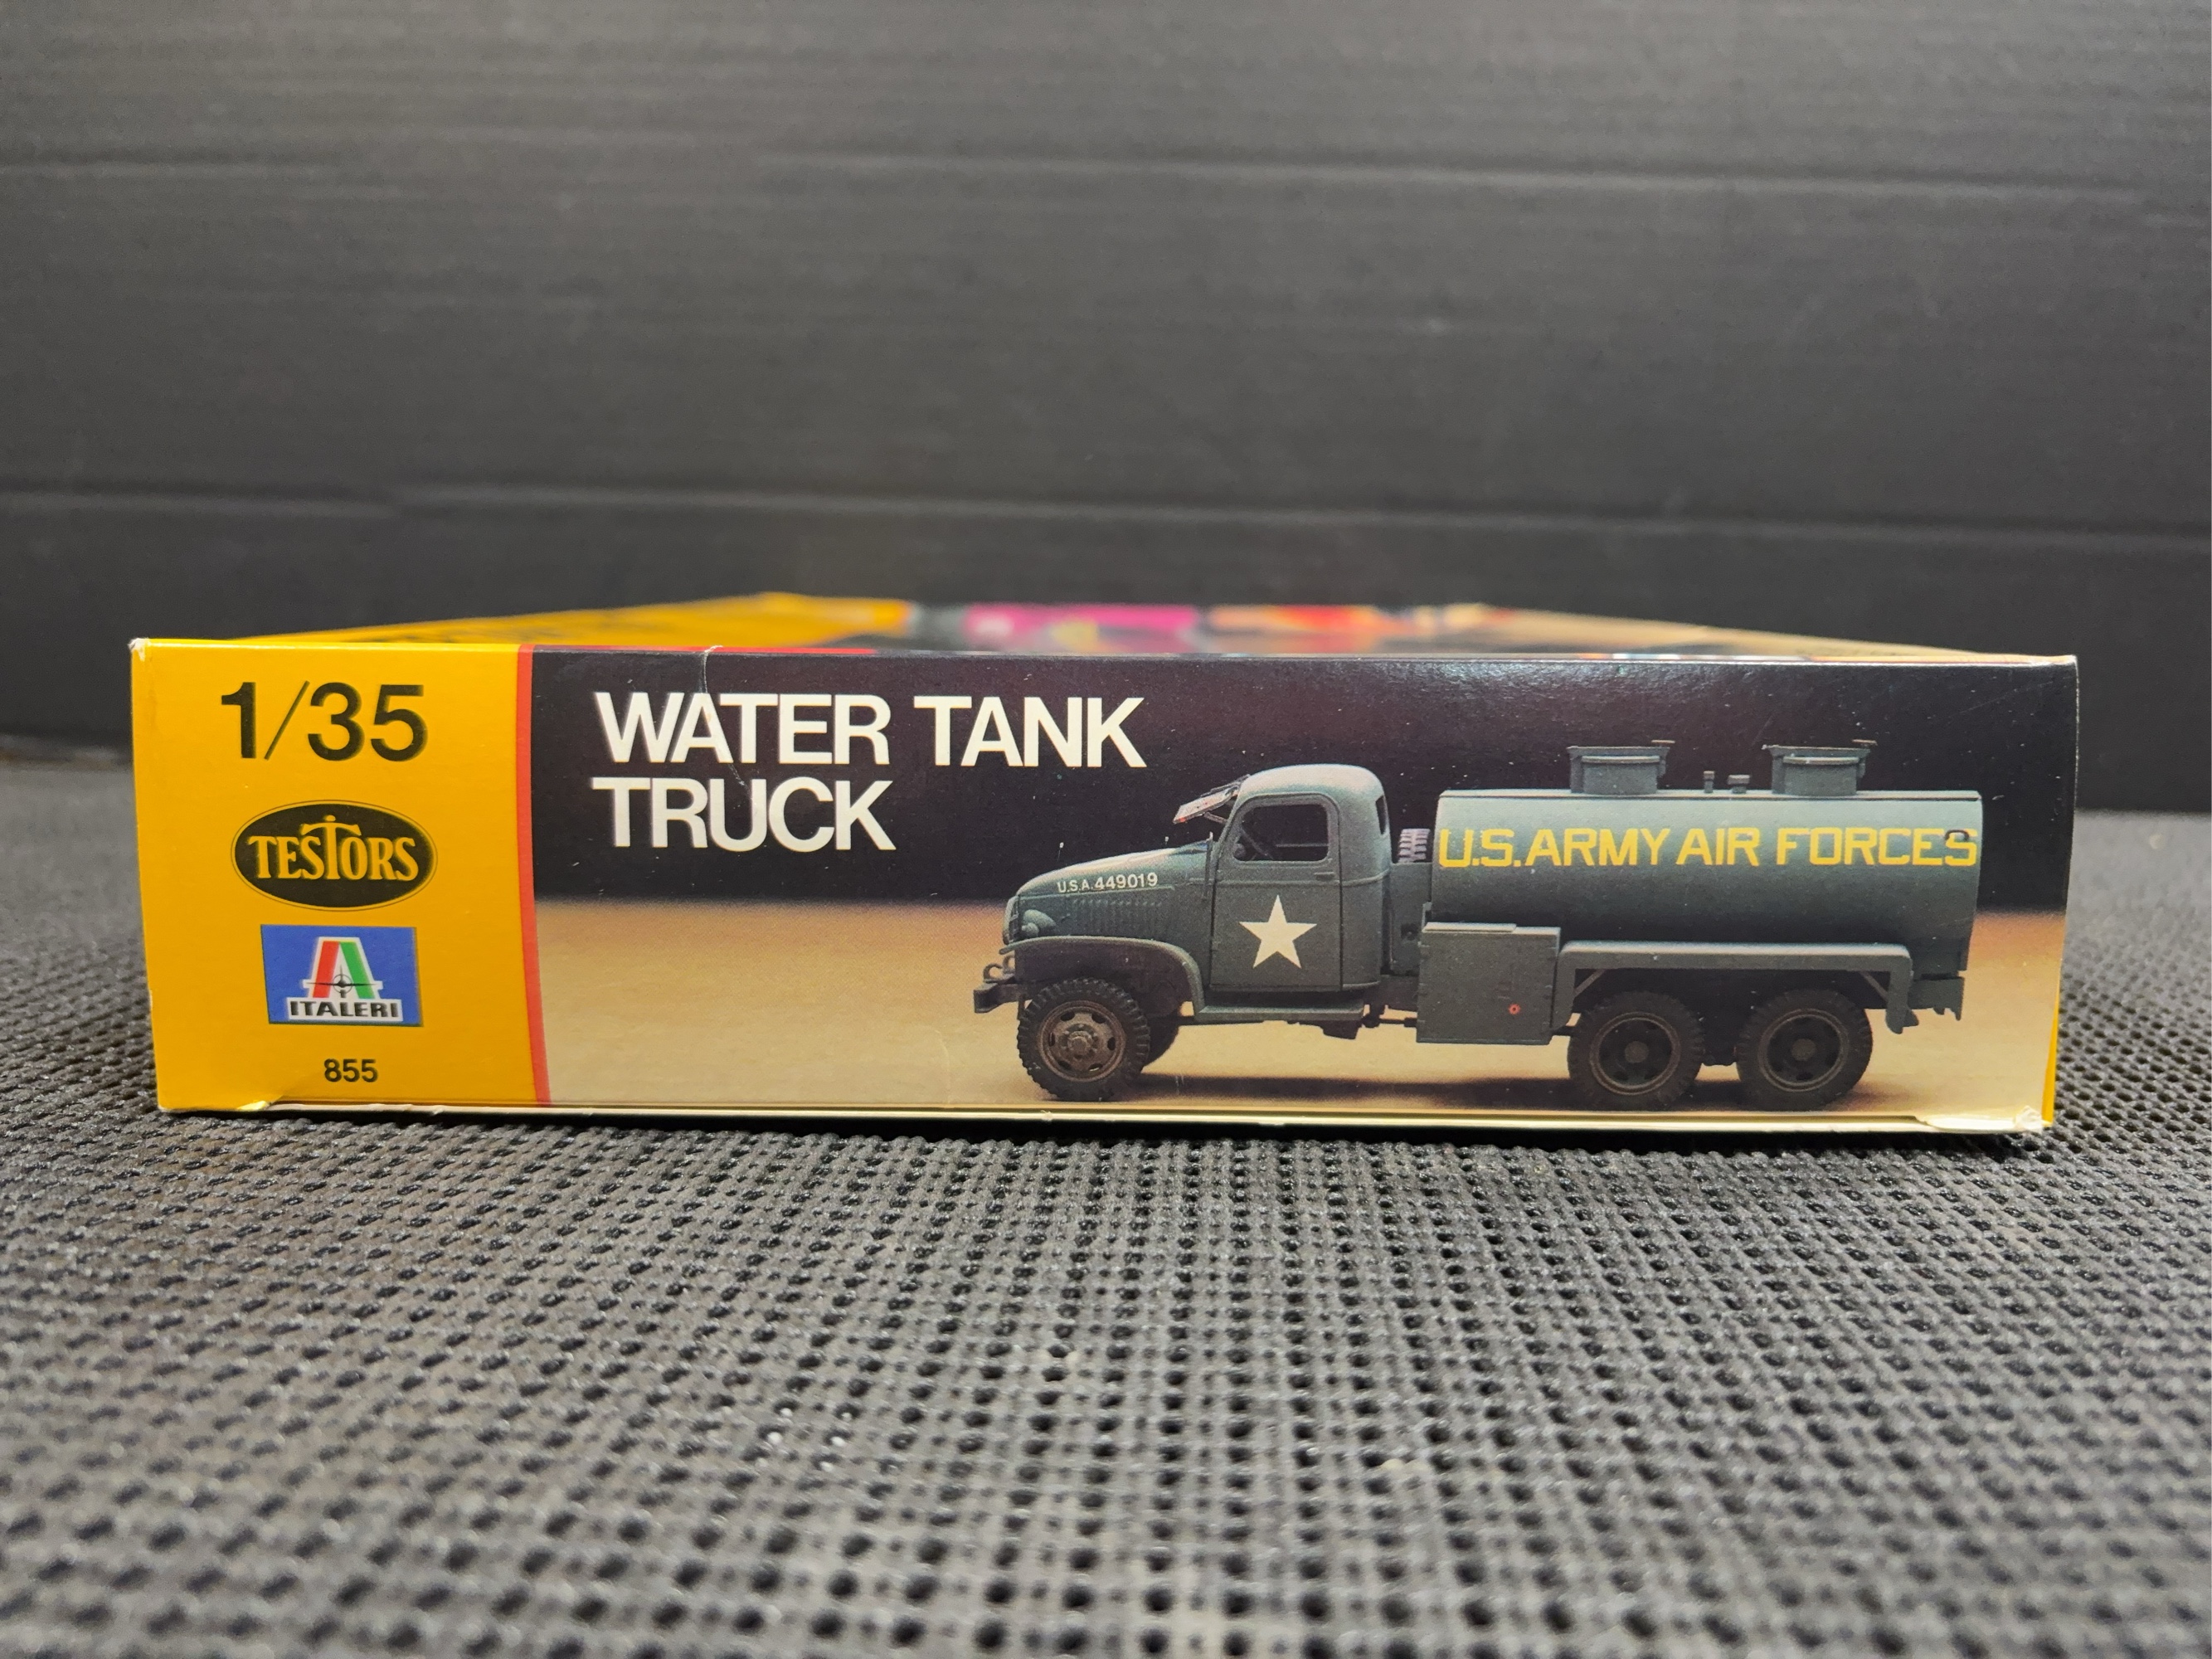 1/35
TESTORS
ITALERI
855
WATER TANK
TRUCK
U.S.A. 449019
U.S. ARMY AIR FORCES